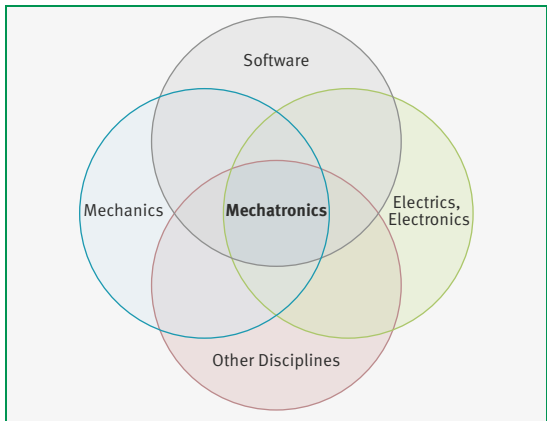 Software
Mechanics
Mechatronics
Electrics,
Electronics
Other Disciplines